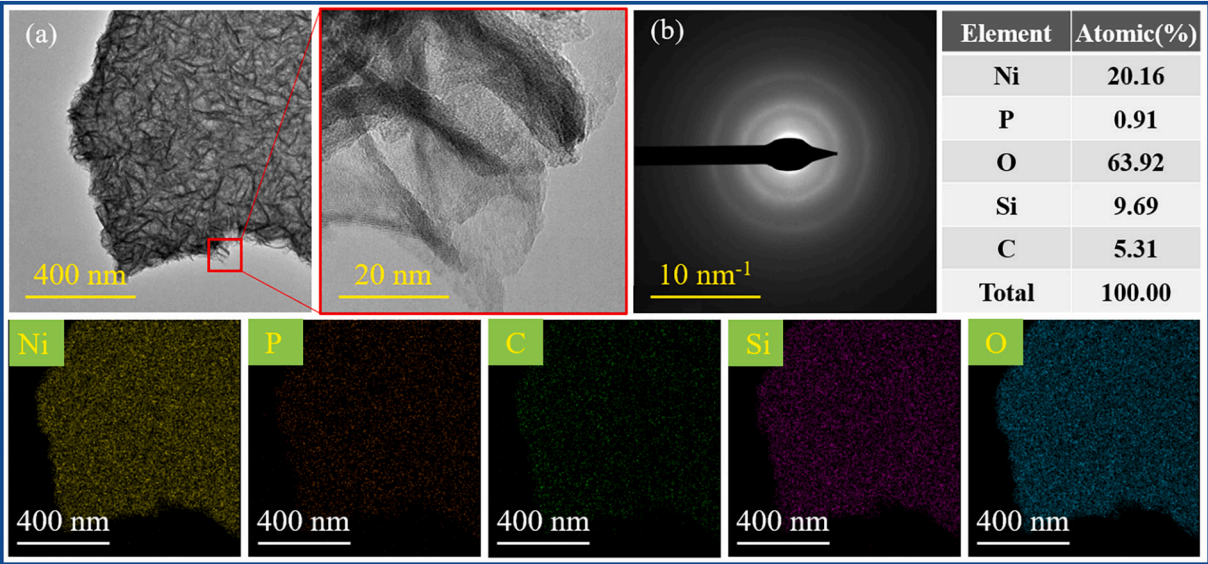 (a)
400 nm
20 nm
(b)
10 nm⁻¹
Element Atomic(%)
Ni 20.16
P 0.91
O 63.92
Si 9.69
C 5.31
Total 100.00
Ni
400 nm
P
400 nm
C
400 nm
Si
400 nm
O
400 nm